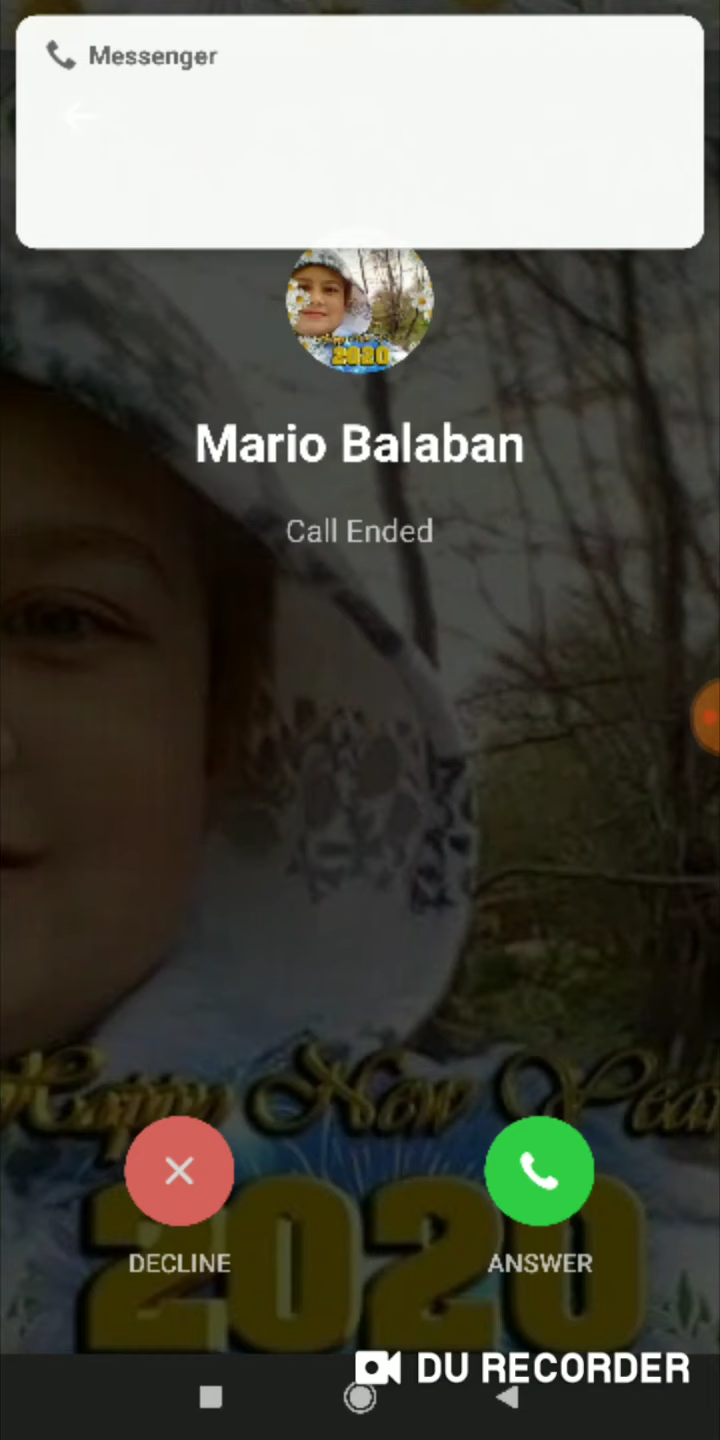 Messenger
2020
Mario Balaban
Call Ended
Happy New Year
2020
DECLINE
ANSWER
DU RECORDER